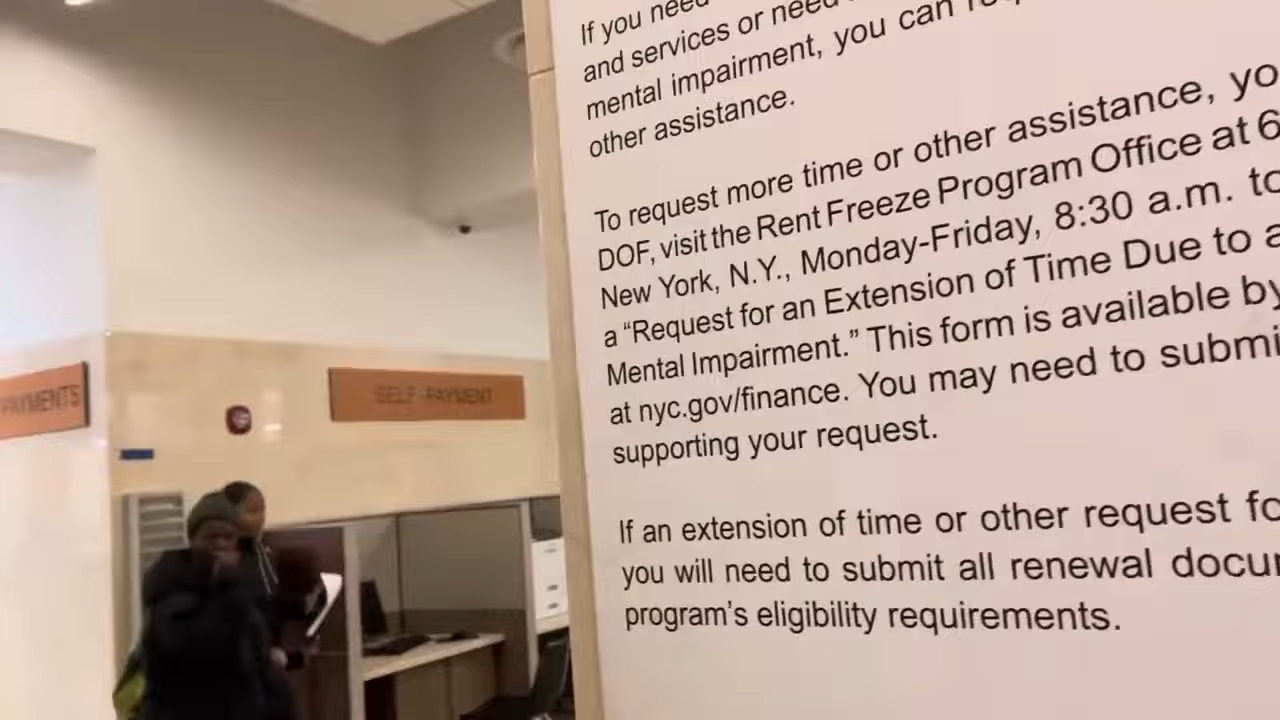 If you need
and services or need
mental impairment, you can
other assistance.
To request more time or other assistance, yo
DOF, visit the Rent Freeze Program Office at 6
New York, N.Y., Monday-Friday, 8:30 a.m. to
a “Request for an Extension of Time Due to a
Mental Impairment.” This form is available by
at nyc.gov/finance. You may need to submi
supporting your request.
If an extension of time or other request fo
you will need to submit all renewal docu
program’s eligibility requirements.
PAYMENTS
SELF-PAYMENT